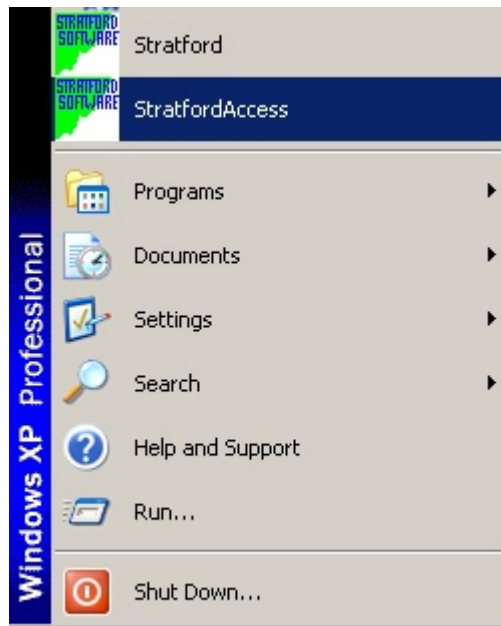 STRATFORD
SOFTWARE
Stratford
STRATFORD
SOFTWARE
StratfordAccess
Programs
Documents
Settings
Search
Help and Support
Run...
Shut Down...
Windows XP Professional